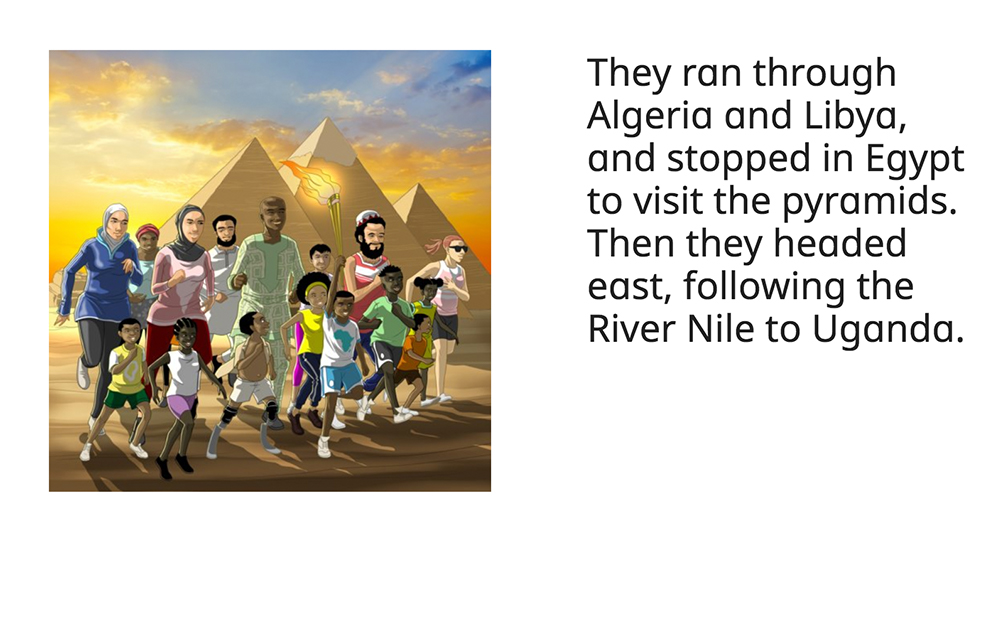 They ran through
Algeria and Libya,
and stopped in Egypt
to visit the pyramids.
Then they headed
east, following the
River Nile to Uganda.